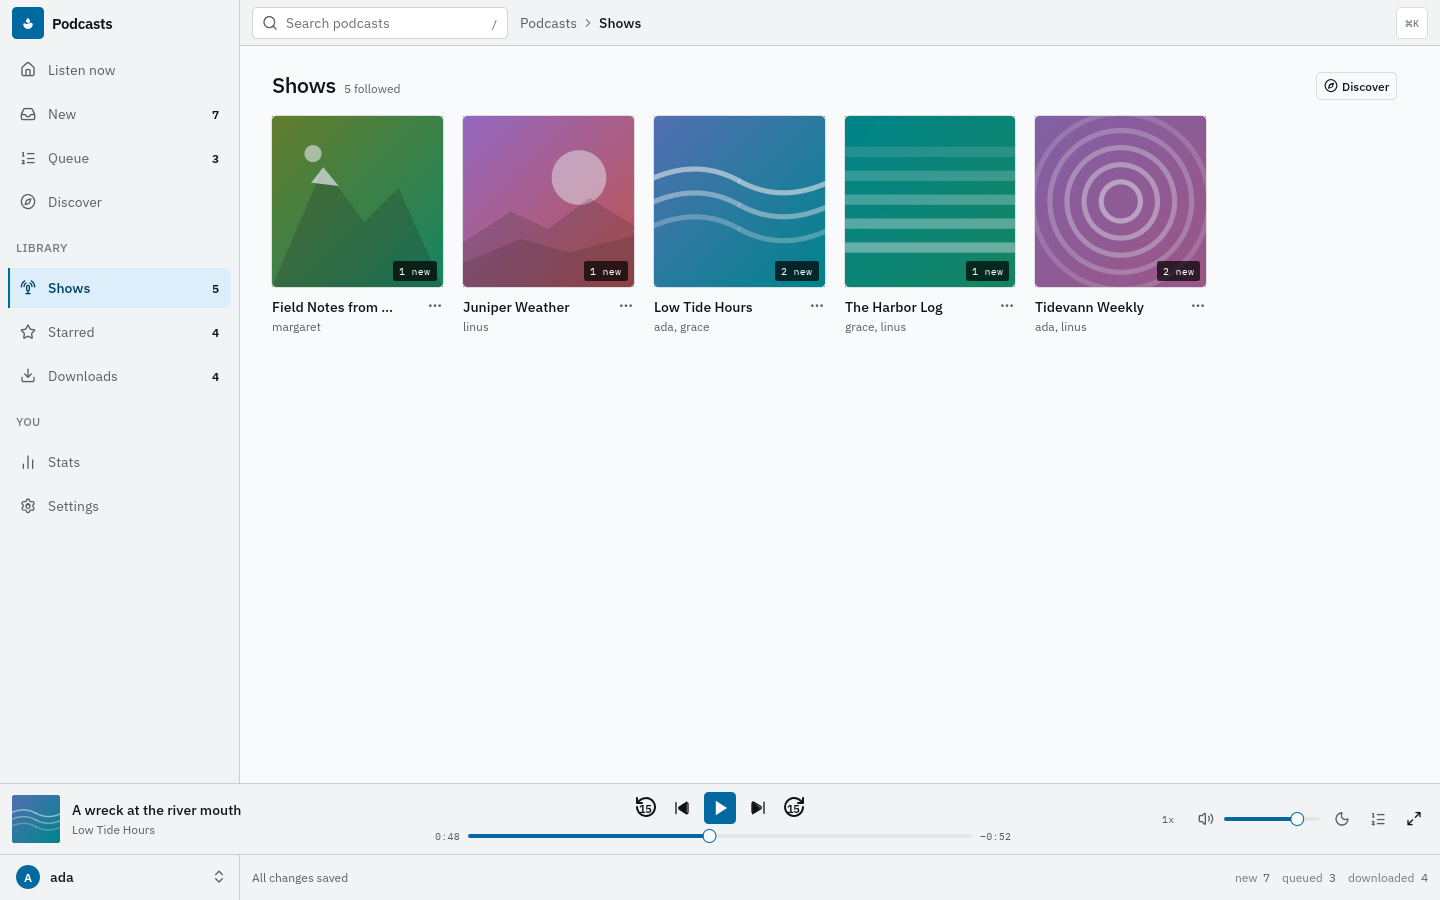 Podcasts
Search podcasts /
Podcasts > Shows
⌘K
Listen now
New 7
Queue 3
Discover
LIBRARY
Shows 5
Starred 4
Downloads 4
YOU
Stats
Settings
Shows 5 followed
Discover
1 new
1 new
2 new
1 new
2 new
Field Notes from ...
margaret
Juniper Weather
linus
Low Tide Hours
ada, grace
The Harbor Log
grace, linus
Tidevann Weekly
ada, linus
A wreck at the river mouth
Low Tide Hours
15
15
0:48
−0:52
1x
A ada
All changes saved
new 7 queued 3 downloaded 4